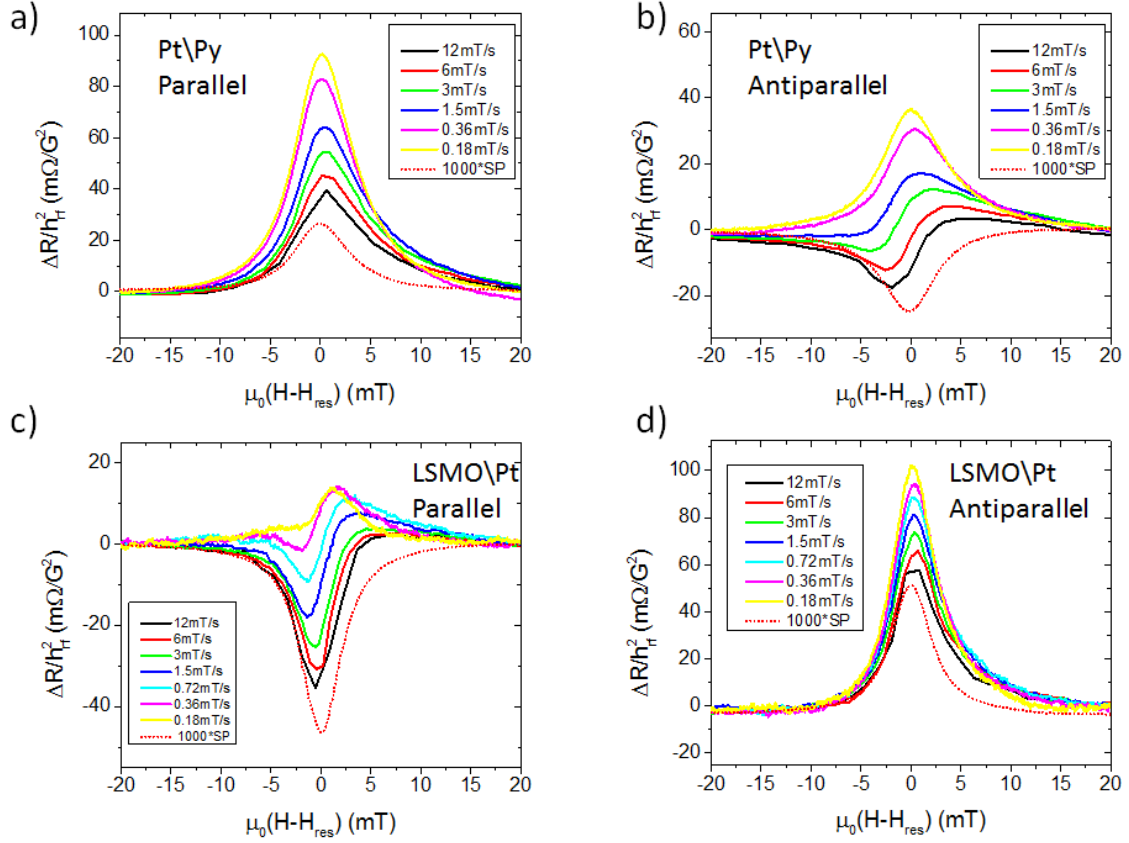 a)
Pt\Py
Parallel
12mT/s
6mT/s
3mT/s
1.5mT/s
0.36mT/s
0.18mT/s
1000*SP
100
80
60
40
20
0
ΔR/h²rf (mΩ/G²)
-20 -15 -10 -5 0 5 10 15 20
μ₀(H-Hres) (mT)
b)
Pt\Py
Antiparallel
12mT/s
6mT/s
3mT/s
1.5mT/s
0.36mT/s
0.18mT/s
1000*SP
60
40
20
0
-20
ΔR/h²rf (mΩ/G²)
-20 -15 -10 -5 0 5 10 15 20
μ₀(H-Hres) (mT)
c)
LSMO\Pt
Parallel
20
0
-20
-40
ΔR/h²rf (mΩ/G²)
12mT/s
6mT/s
3mT/s
1.5mT/s
0.72mT/s
0.36mT/s
0.18mT/s
1000*SP
-20 -15 -10 -5 0 5 10 15 20
μ₀(H-Hres) (mT)
d)
LSMO\Pt
Antiparallel
12mT/s
6mT/s
3mT/s
1.5mT/s
0.72mT/s
0.36mT/s
0.18mT/s
1000*SP
100
80
60
40
20
0
-20
ΔR/h²rf (mΩ/G²)
-20 -15 -10 -5 0 5 10 15 20
μ₀(H-Hres) (mT)